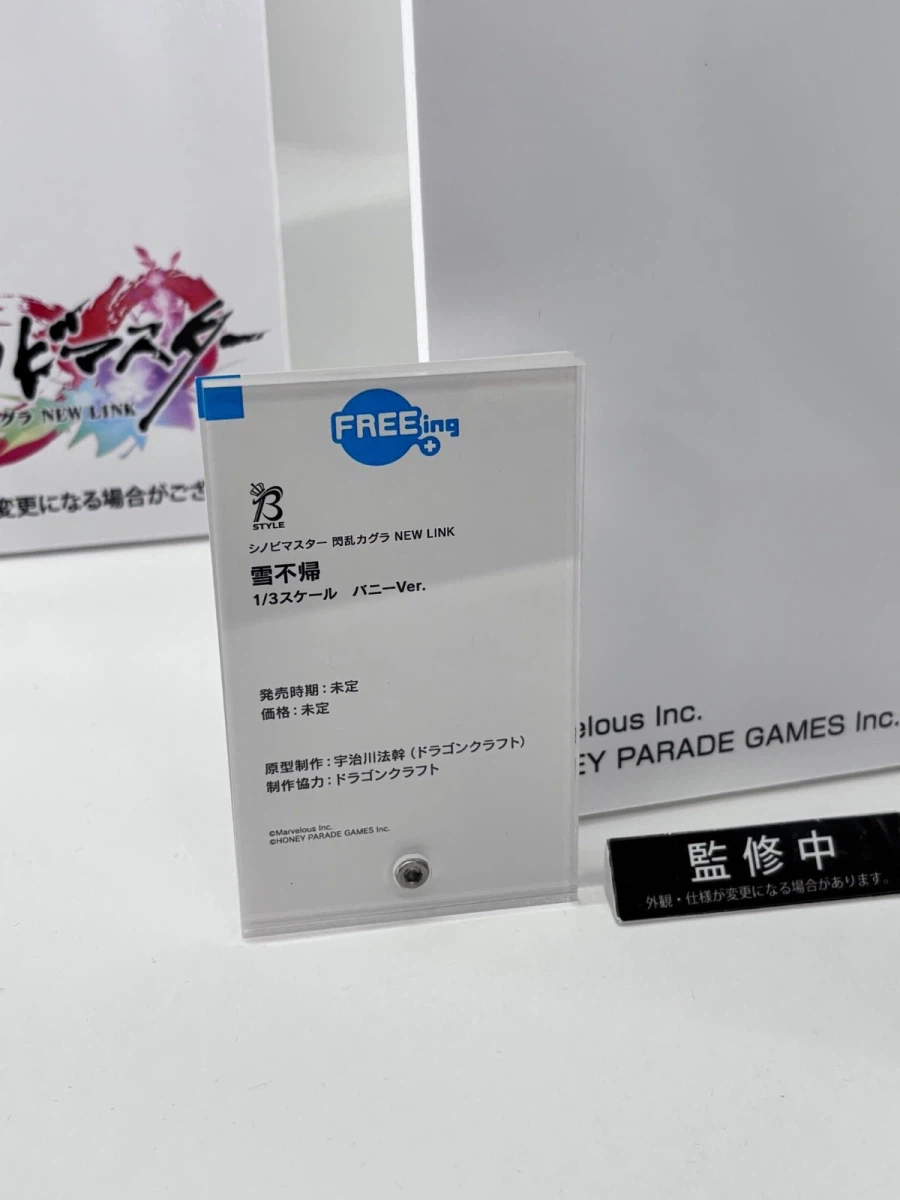 ビマスター
グラ NEW LINK
変更になる場合がござ
FREEing
B
STYLE
シノビマスター 閃乱カグラ NEW LINK
雪不帰
1/3スケール バニーVer.
発売時期：未定
価格：未定
原型制作：宇治川法幹（ドラゴンクラフト）
制作協力：ドラゴンクラフト
©Marvelous Inc.
©HONEY PARADE GAMES Inc.
elous Inc.
EY PARADE GAMES Inc.
監修中
外観・仕様が変更になる場合があります。